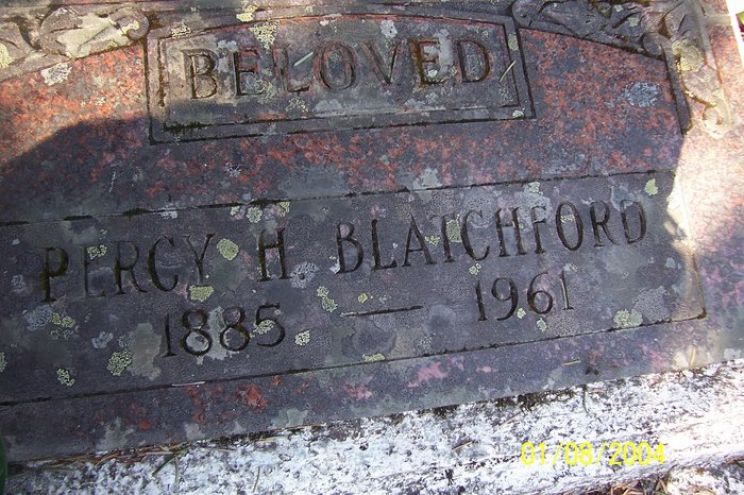 BELOVED
PERCY H. BLATCHFORD
1885 — 1961
01/08/2004